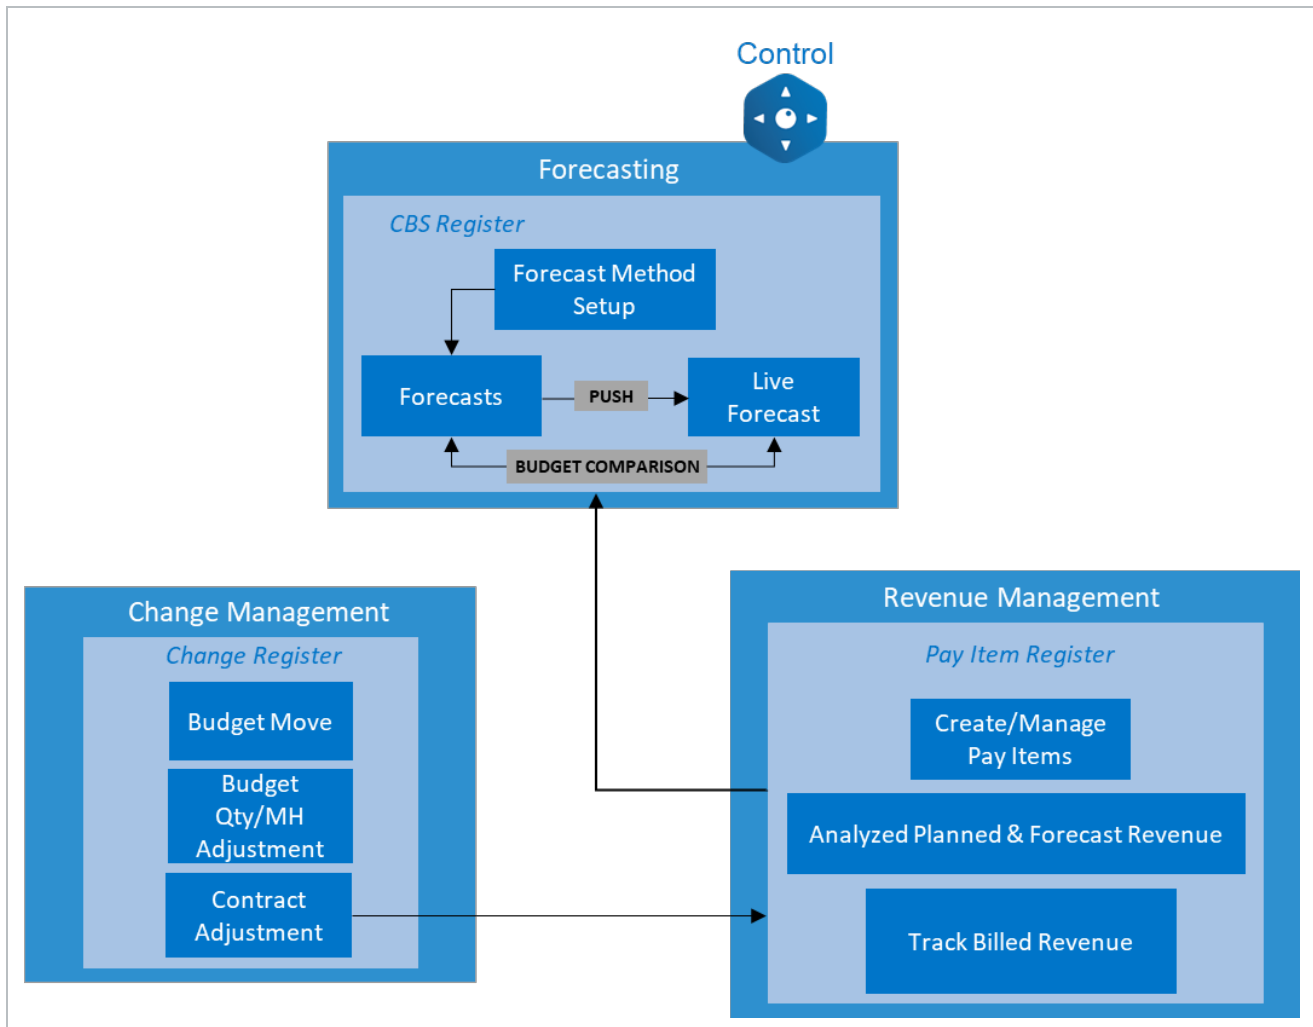 Control
Forecasting
CBS Register
Forecast Method
Setup
Forecasts
PUSH
Live
Forecast
BUDGET COMPARISON
Change Management
Change Register
Budget Move
Budget
Qty/MH
Adjustment
Contract
Adjustment
Revenue Management
Pay Item Register
Create/Manage
Pay Items
Analyzed Planned & Forecast Revenue
Track Billed Revenue